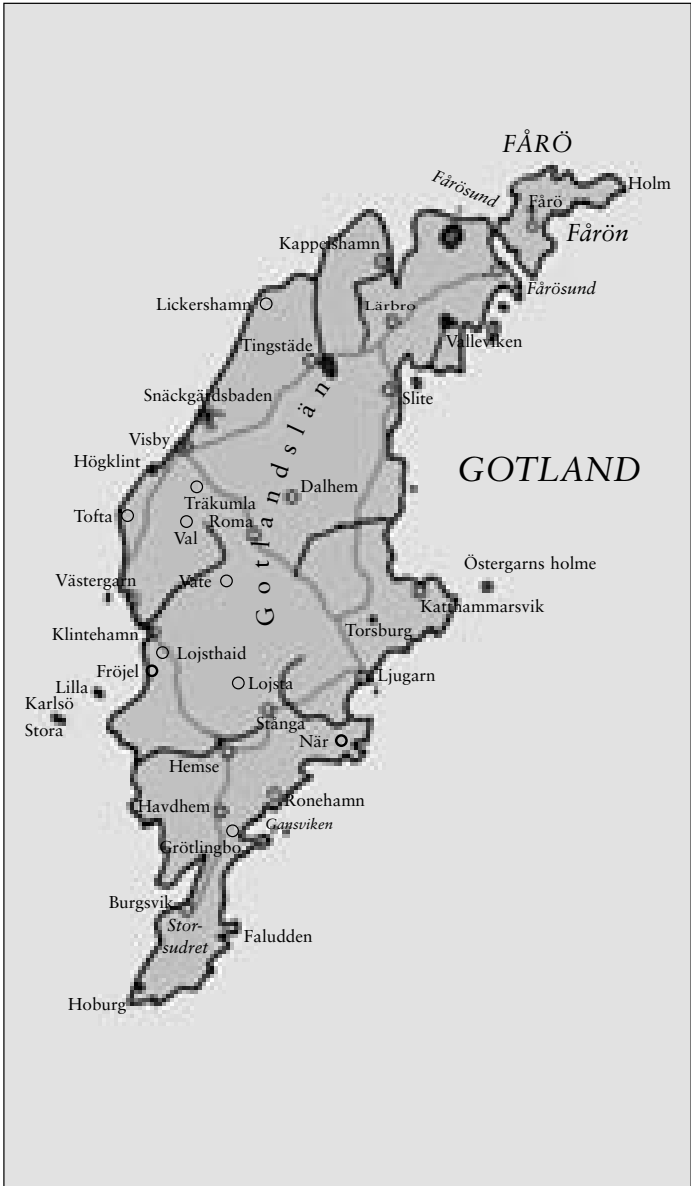 FÅRÖ
Fårösund
Holm
Fårö
Fårön
Kappelshamn
Fårösund
Lickershamn
Lärbro
Tingstäde
Valleviken
Snäckgärdsbaden
Slite
Visby
Högklint
GOTLAND
Gotlandslän
Dalhem
Träkumla
Tofta
Roma
Val
Östergarns holme
Västergarn
Väte
Katthammarsvik
Klintehamn
Torsburg
Lojsthaid
Fröjel
Ljugarn
Lojsta
Lilla
Karlsö
Stora
Stånga
När
Hemse
Ronehamn
Havdhem
Gansviken
Grötlingbo
Burgsvik
Stor-
sudret
Faludden
Hoburg